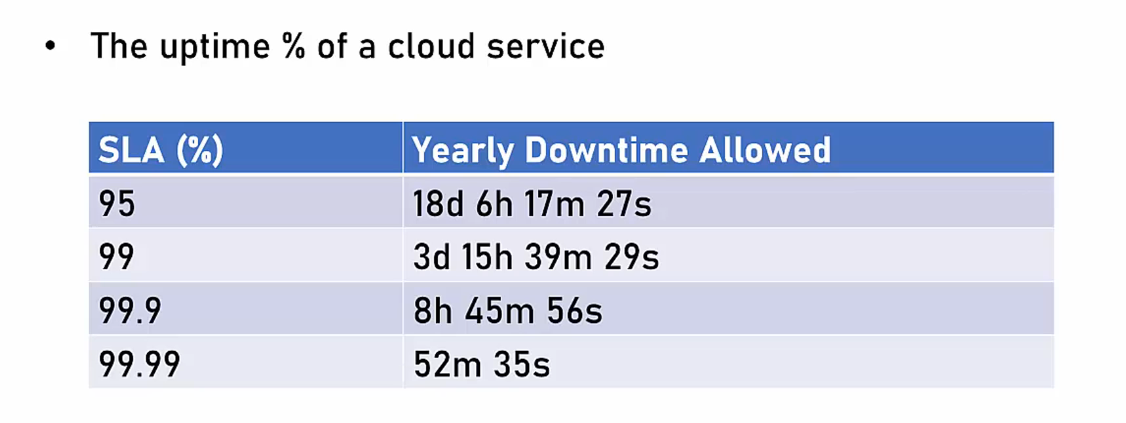 • The uptime % of a cloud service
SLA (%) Yearly Downtime Allowed
95 18d 6h 17m 27s
99 3d 15h 39m 29s
99.9 8h 45m 56s
99.99 52m 35s